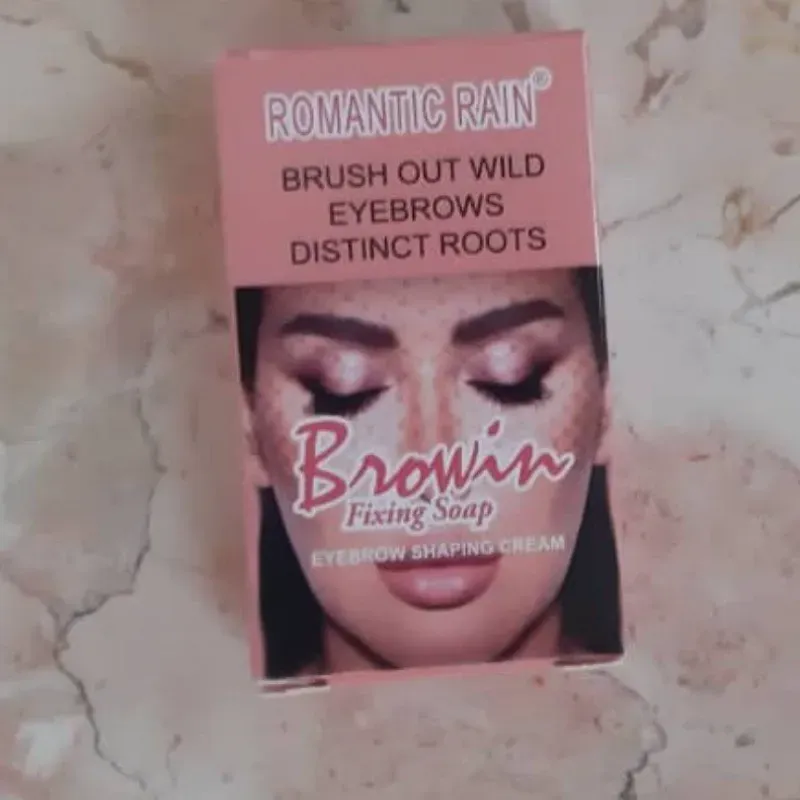 ROMANTIC RAIN®
BRUSH OUT WILD
EYEBROWS
DISTINCT ROOTS
Browin
Fixing Soap
EYEBROW SHAPING CREAM